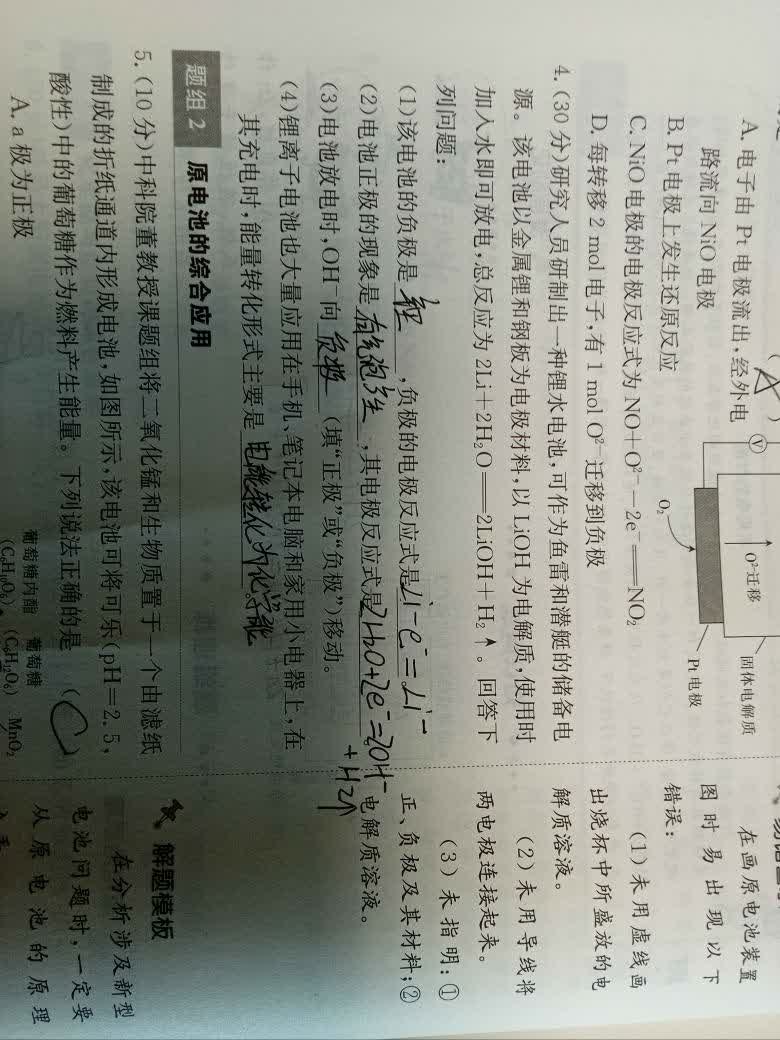 A. 电子由 Pt 电极流出,经外电
路流向 NiO 电极
B. Pt 电极上发生还原反应
C. NiO 电极的电极反应式为 NO+O²⁻-2e⁻══NO₂
D. 每转移 2 mol 电子,有 1 mol O²⁻迁移到负极
V
O²⁻迁移
O₂
固体电解质
Pt 电极
4. (30 分)研究人员研制出一种锂水电池,可作为鱼雷和潜艇的储备电
源。该电池以金属锂和钢板为电极材料,以 LiOH 为电解质,使用时
加入水即可放电,总反应为 2Li+2H₂O══2LiOH+H₂↑。回答下
列问题:
(1)该电池的负极是 锂 ,负极的电极反应式是Li-e⁻=Li⁻
(2)电池正极的现象是 有气泡产生 ,其电极反应式是2H₂O+2e⁻=2OH⁻+H₂↑
(3)电池放电时,OH⁻向 负极 (填“正极”或“负极”)移动。
(4)锂离子电池也大量应用在手机、笔记本电脑和家用小电器上,在
其充电时,能量转化形式主要是 电能转化为化学能。
题组 2 原电池的综合应用
5. (10 分)中科院董教授课题组将二氧化锰和生物质置于一个由滤纸
制成的折纸通道内形成电池,如图所示,该电池可将可乐(pH=2.5,
酸性)中的葡萄糖作为燃料产生能量。下列说法正确的是 (C)
A. a 极为正极
葡萄糖内酯 葡萄糖
(C₆H₁₀O₆) (C₆H₁₂O₆) MnO₂
在画原电池装置
图时易出现以下
错误:
(1)未用虚线画
出烧杯中所盛放的电
解质溶液。
(2)未用导线将
两电极连接起来。
(3)未指明:①
正、负极及其材料;②
电解质溶液。
解题模板
在分析涉及新型
电池问题时,一定要
从原电池的原理